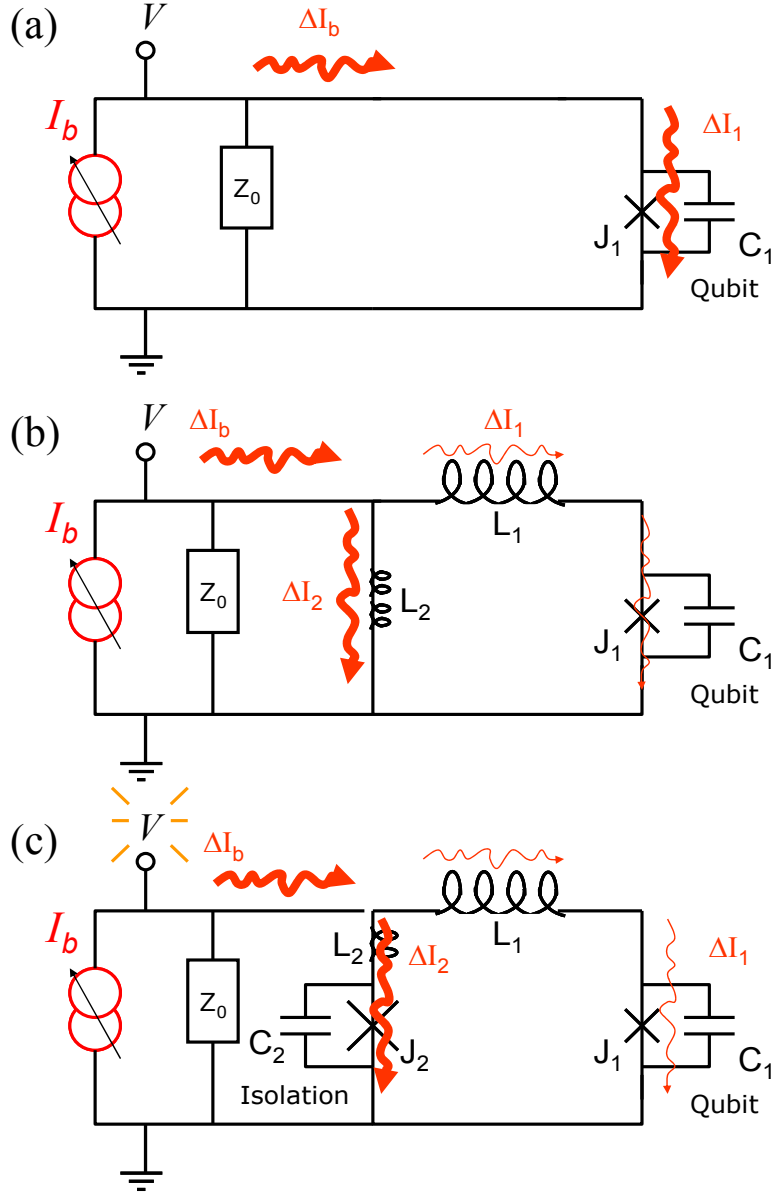 (a)
V
ΔI_b
I_b
Z_0
ΔI_1
J_1
C_1
Qubit
(b)
V
ΔI_b
ΔI_1
I_b
L_1
Z_0
ΔI_2
L_2
J_1
C_1
Qubit
(c)
V
ΔI_b
I_b
L_1
L_2
ΔI_2
ΔI_1
Z_0
C_2
J_2
J_1
C_1
Isolation
Qubit